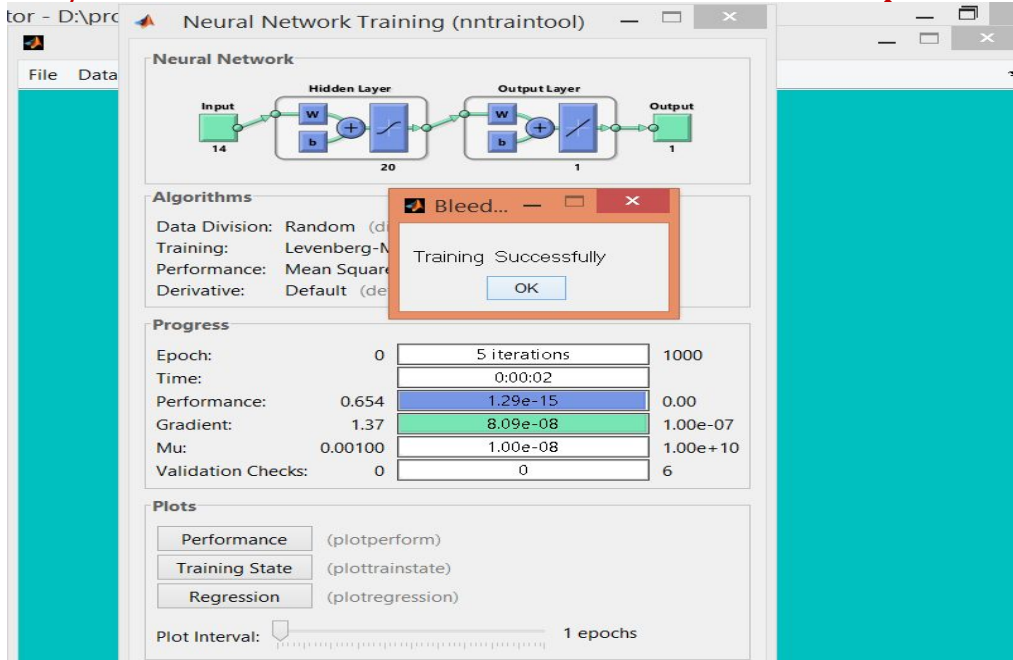 tor - D:\pro
Neural Network Training (nntraintool)
File Data
Neural Network
Hidden Layer
Output Layer
Input
Output
W
W
+
+
b
b
14
1
20
1
Algorithms
Data Division: Random (di
Training: Levenberg-M
Performance: Mean Square
Derivative: Default (de
Bleed...
Training Successfully
OK
Progress
Epoch: 0 5 iterations 1000
Time: 0:00:02
Performance: 0.654 1.29e-15 0.00
Gradient: 1.37 8.09e-08 1.00e-07
Mu: 0.00100 1.00e-08 1.00e+10
Validation Checks: 0 0 6
Plots
Performance (plotperform)
Training State (plottrainstate)
Regression (plotregression)
Plot Interval: 1 epochs